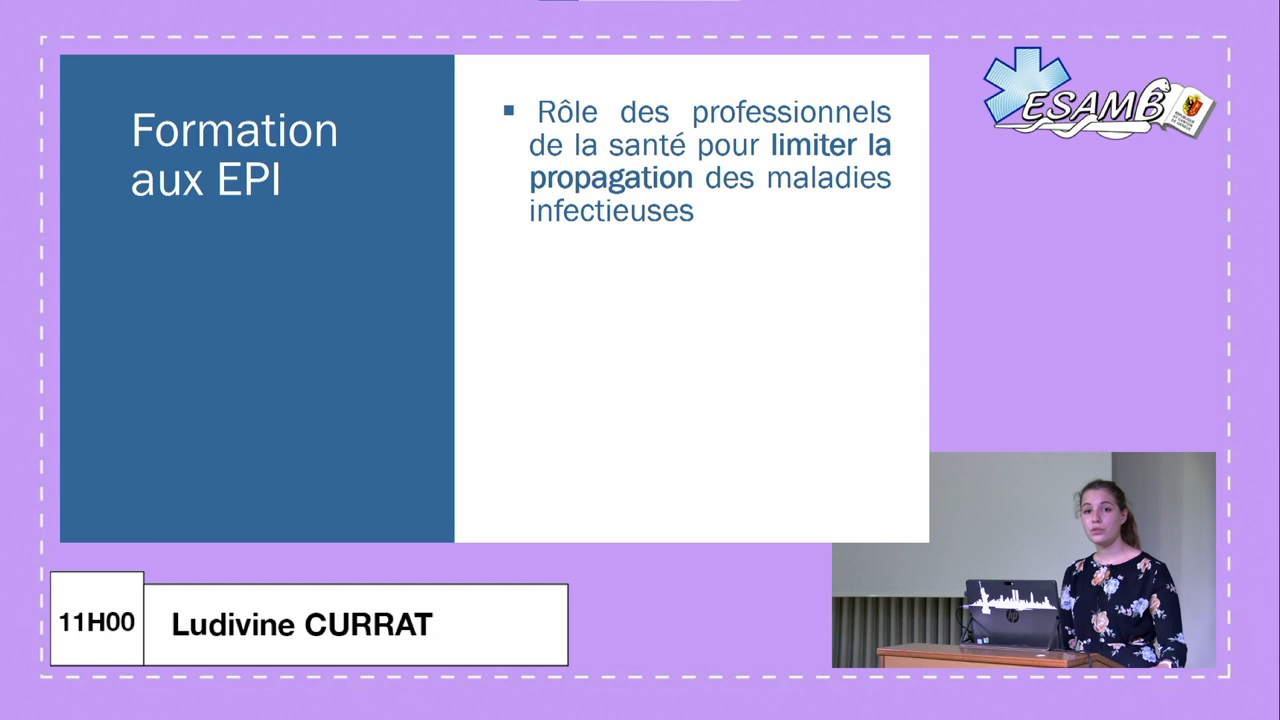 Formation
aux EPI
▪ Rôle des professionnels
de la santé pour limiter la
propagation des maladies
infectieuses
ESAMB
11H00
Ludivine CURRAT
hp